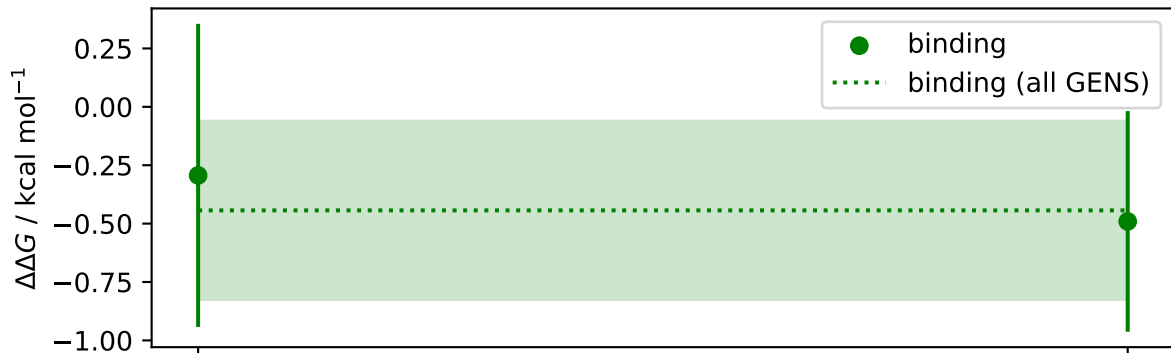 0.25
0.00
−0.25
−0.50
−0.75
−1.00
ΔΔG / kcal mol⁻¹
binding
binding (all GENS)